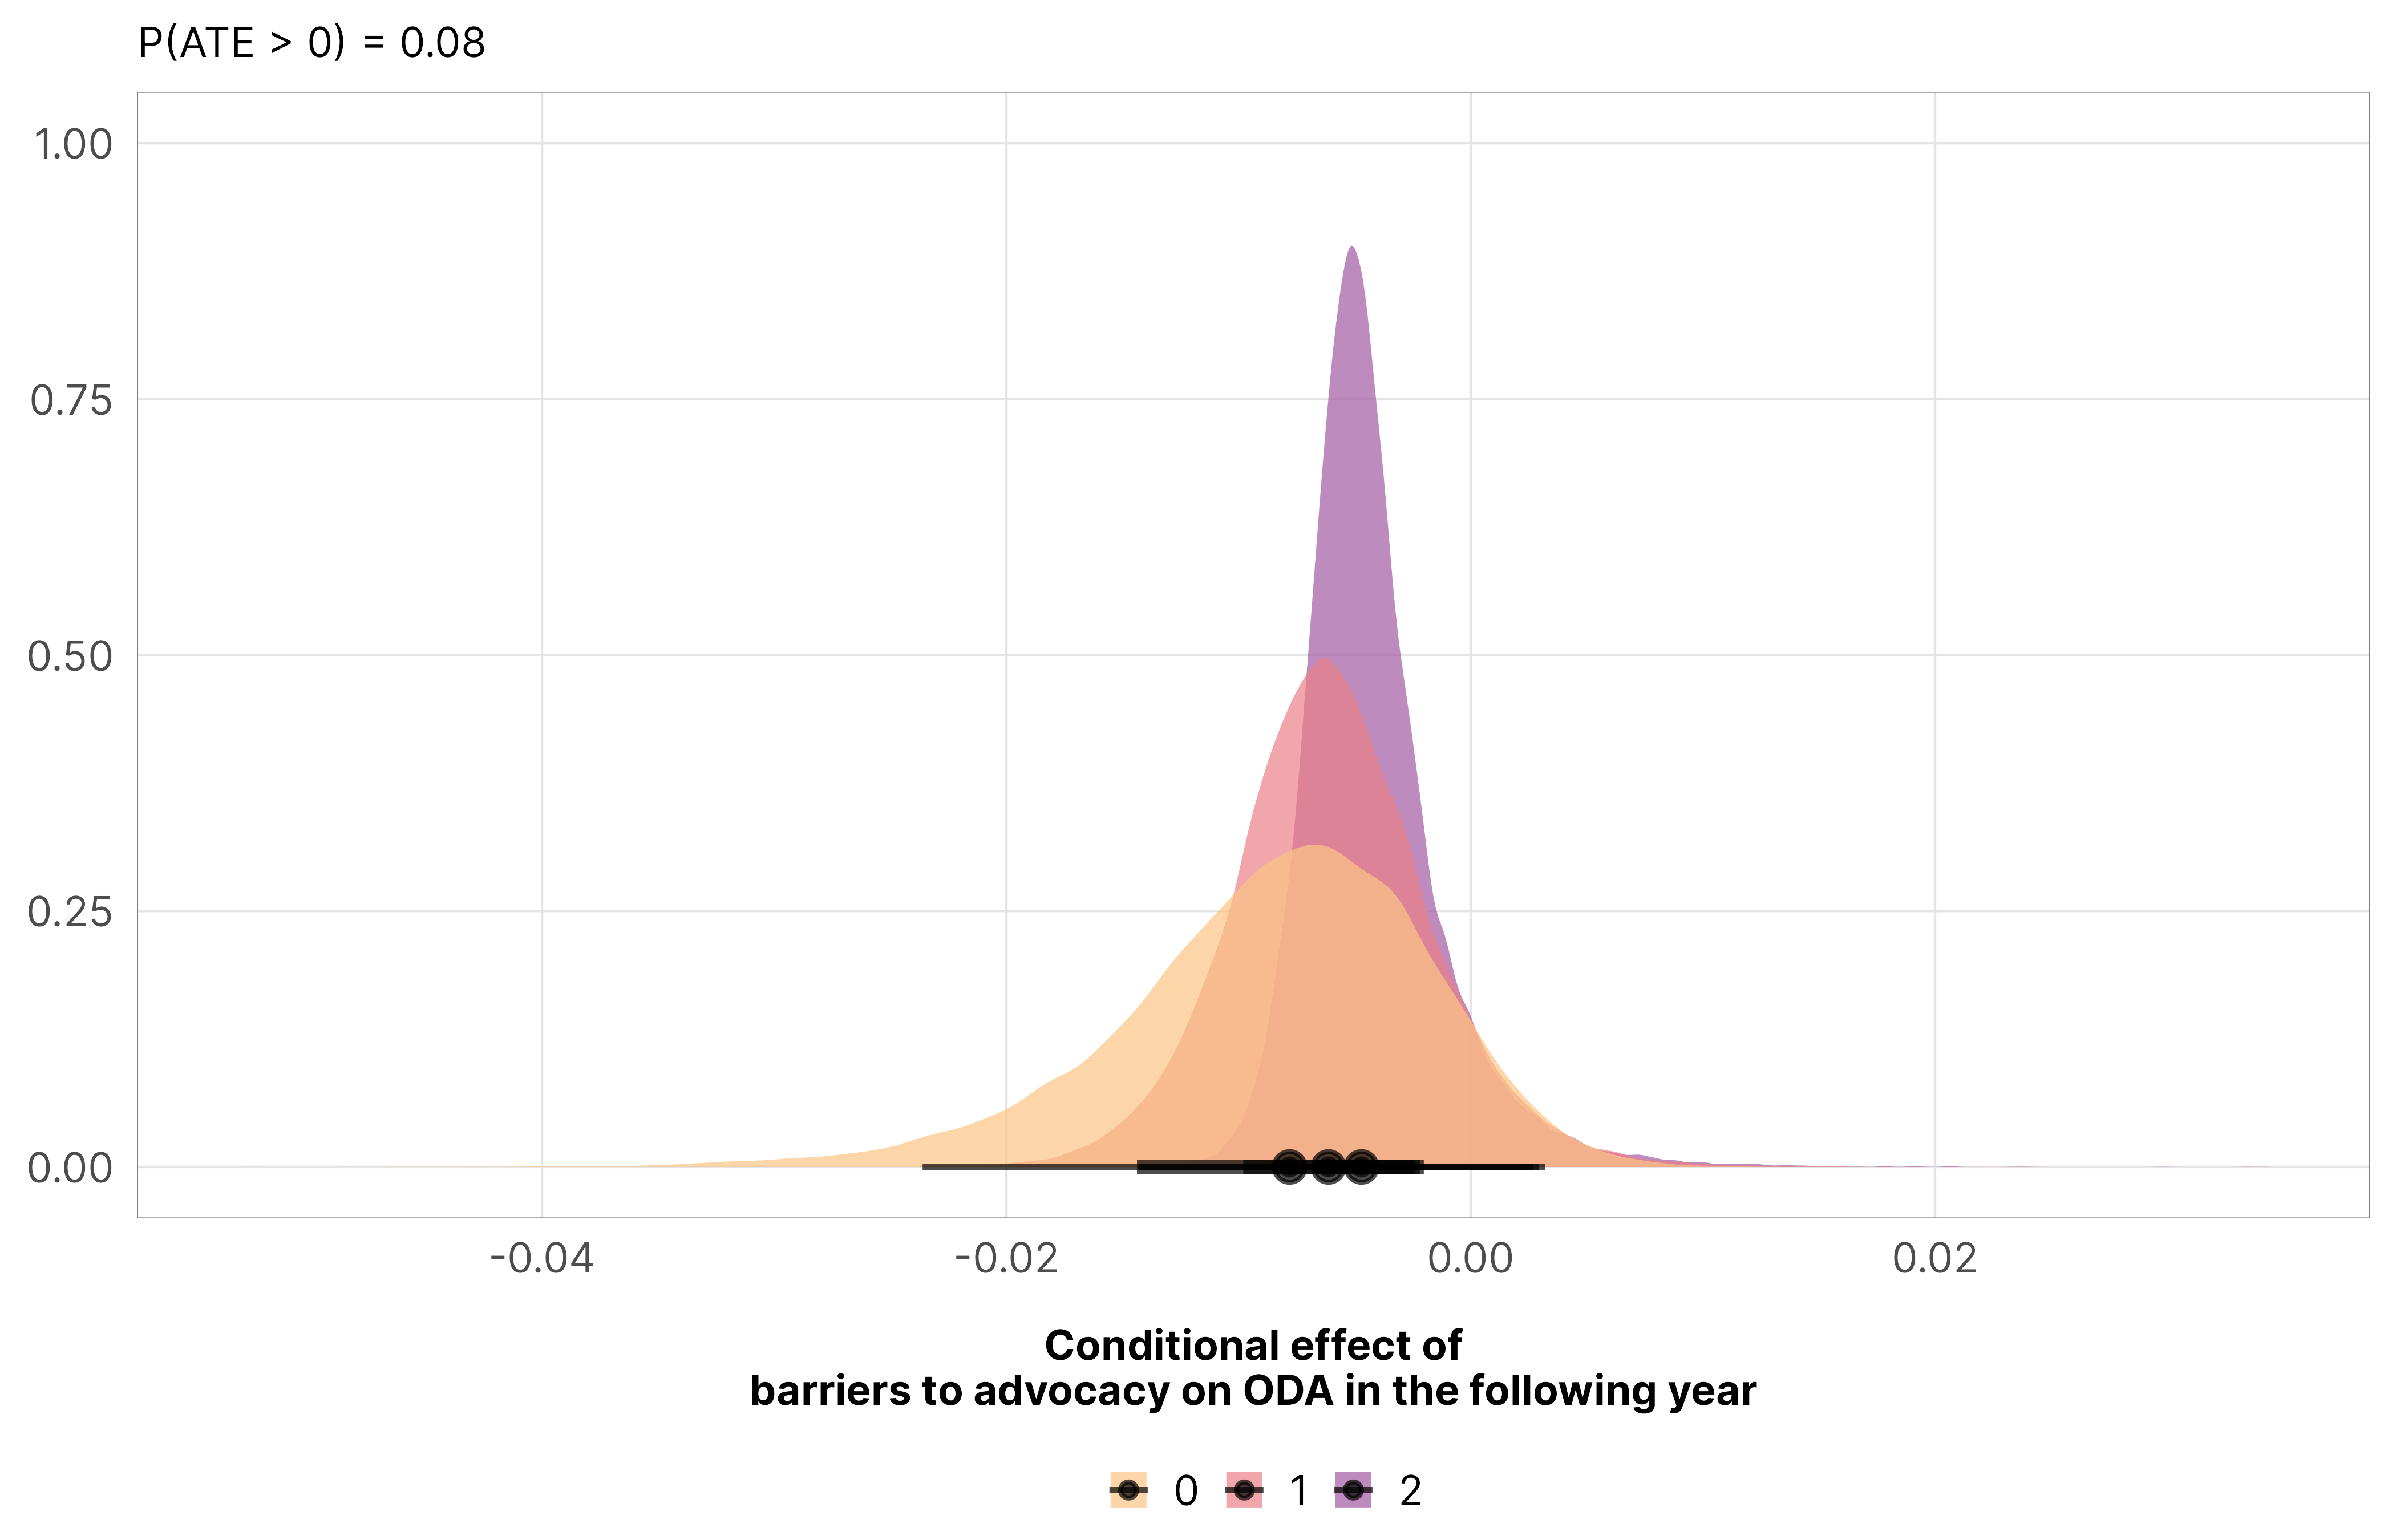 P(ATE > 0) = 0.08
1.00
0.75
0.50
0.25
0.00
−0.04
−0.02
0.00
0.02
Conditional effect of
barriers to advocacy on ODA in the following year
0 1 2